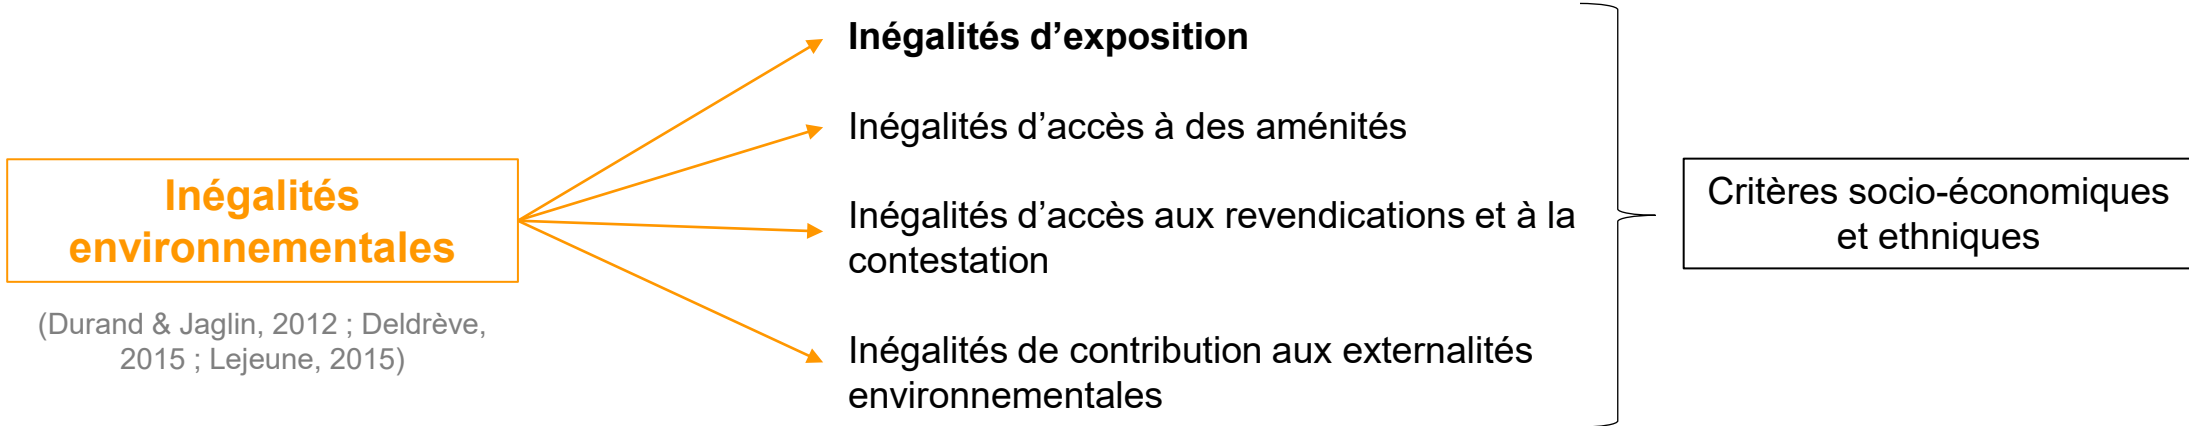 Inégalités d’exposition
Inégalités d’accès à des aménités
Inégalités
environnementales
(Durand & Jaglin, 2012 ; Deldrève,
2015 ; Lejeune, 2015)
Inégalités d’accès aux revendications et à la
contestation
Inégalités de contribution aux externalités
environnementales
Critères socio-économiques
et ethniques